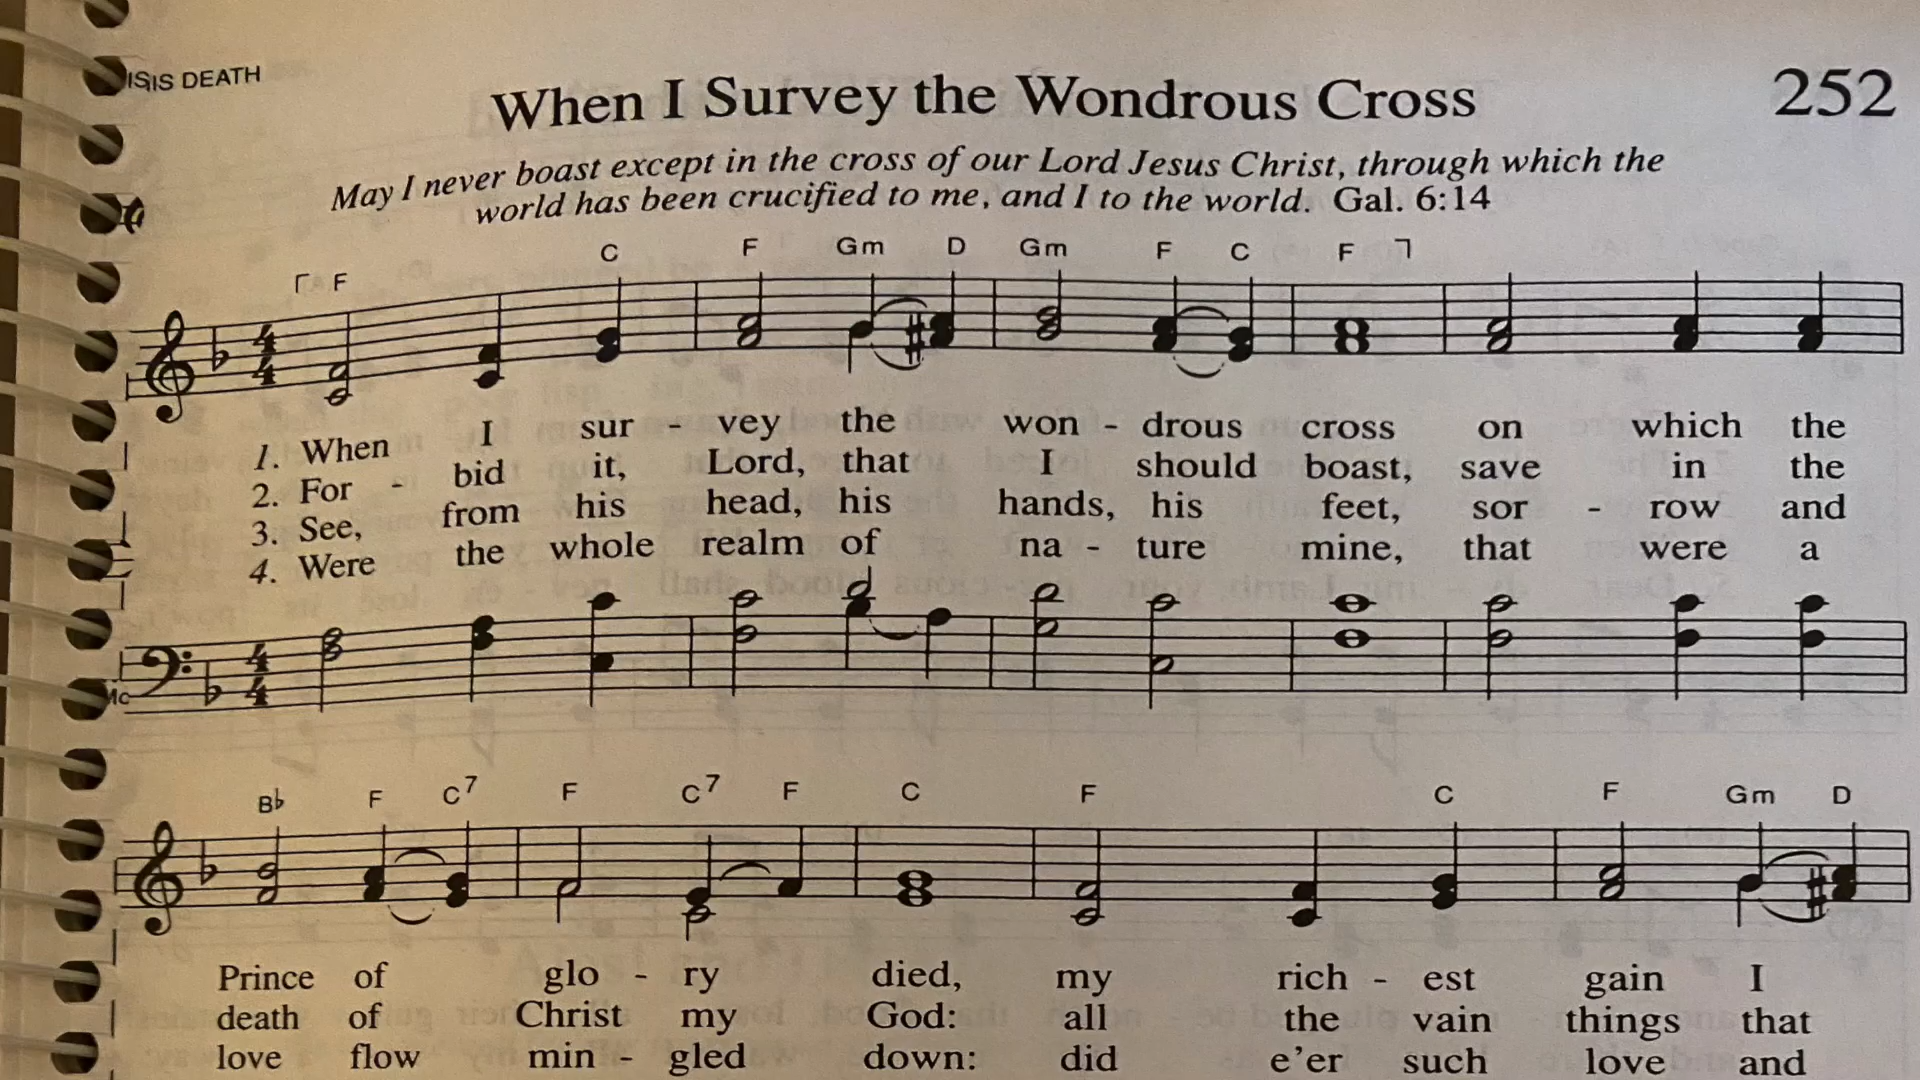 ISIS DEATH
When I Survey the Wondrous Cross 252
May I never boast except in the cross of our Lord Jesus Christ, through which the
world has been crucified to me, and I to the world. Gal. 6:14
F C F Gm D Gm F C F
4 4
1. When I sur - vey the won - drous cross on which the
2. For - bid it, Lord, that I should boast, save in the
3. See, from his head, his hands, his feet, sor - row and
4. Were the whole realm of na - ture mine, that were a
4 4
B♭ F C7 F C7 F C F C F Gm D
Prince of glo - ry died, my rich - est gain I
death of Christ my God: all the vain things that
love flow min - gled down: did e'er such love and